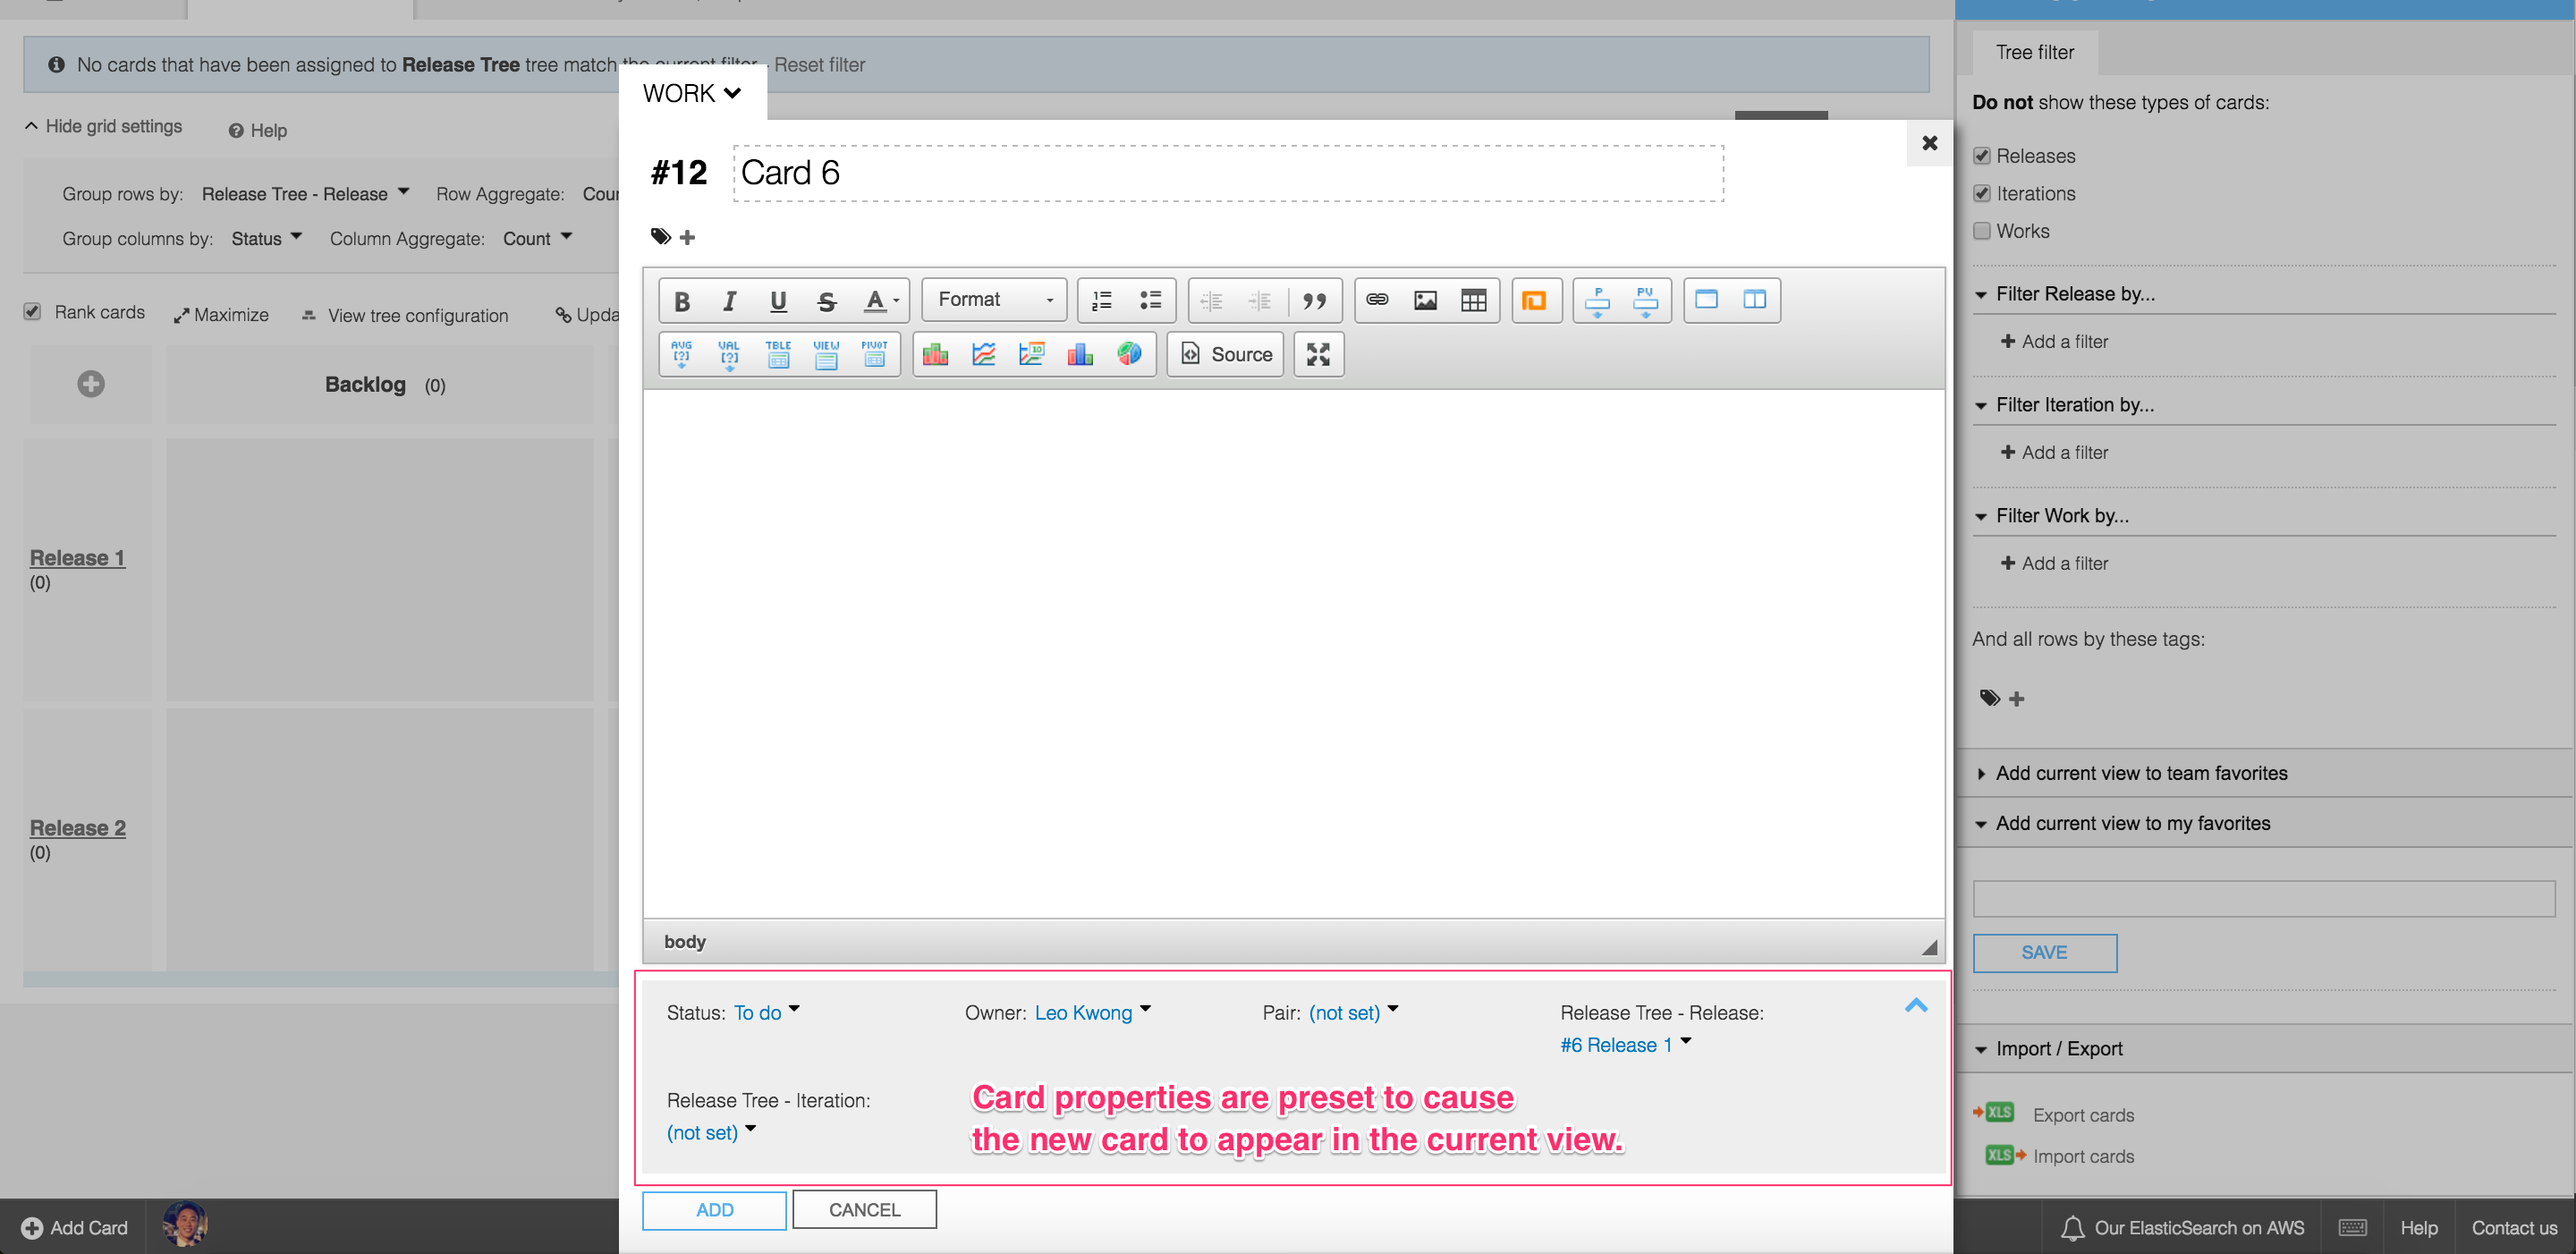 No cards that have been assigned to Release Tree tree match the current filter - Reset filter
Hide grid settings
Help
Group rows by: Release Tree - Release Row Aggregate: Cour
Group columns by: Status Column Aggregate: Count
Rank cards Maximize View tree configuration Upda
Backlog (0)
Release 1
(0)
Release 2
(0)
WORK
#12 Card 6
B I U S A Format
P PV
AVG [?] VAL [?] TBLE VIEW PIVOT 10 Source
body
Status: To do Owner: Leo Kwong Pair: (not set) Release Tree - Release:
#6 Release 1
Release Tree - Iteration:
(not set)
Card properties are preset to cause
the new card to appear in the current view.
ADD CANCEL
Tree filter
Do not show these types of cards:
Releases
Iterations
Works
Filter Release by...
Add a filter
Filter Iteration by...
Add a filter
Filter Work by...
Add a filter
And all rows by these tags:
Add current view to team favorites
Add current view to my favorites
SAVE
Import / Export
XLS Export cards
XLS Import cards
Add Card
Our ElasticSearch on AWS Help Contact us